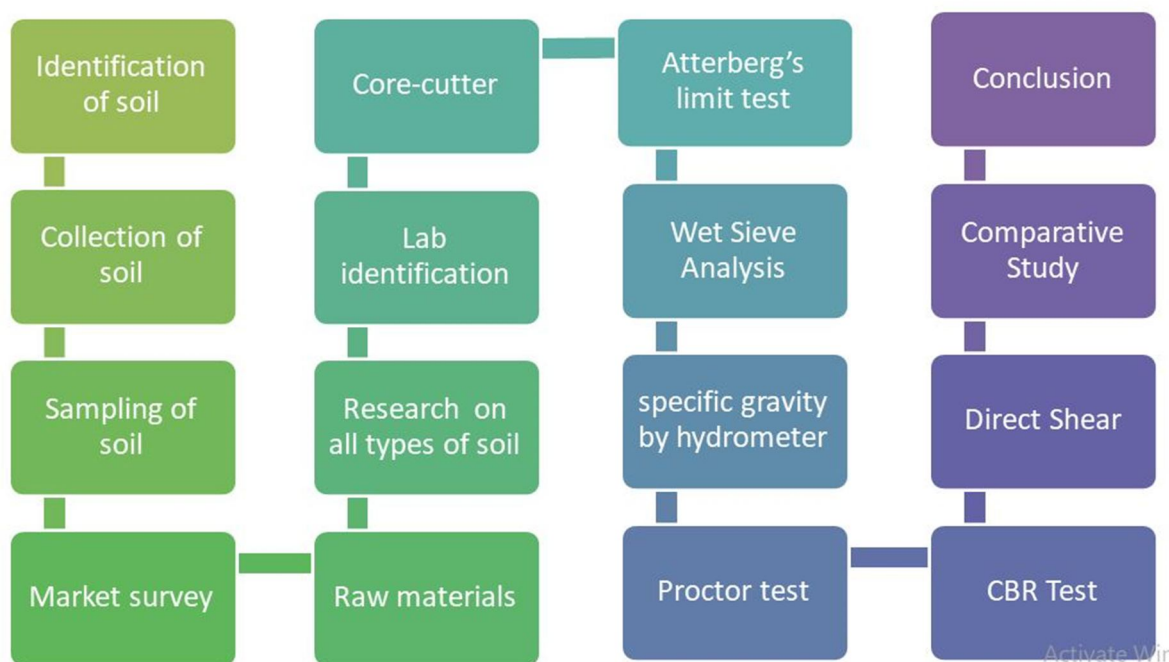 Identification
of soil
Collection of
soil
Sampling of
soil
Market survey
Raw materials
Research on
all types of soil
Lab
identification
Core-cutter
Atterberg's
limit test
Wet Sieve
Analysis
specific gravity
by hydrometer
Proctor test
CBR Test
Direct Shear
Comparative
Study
Conclusion
Activate